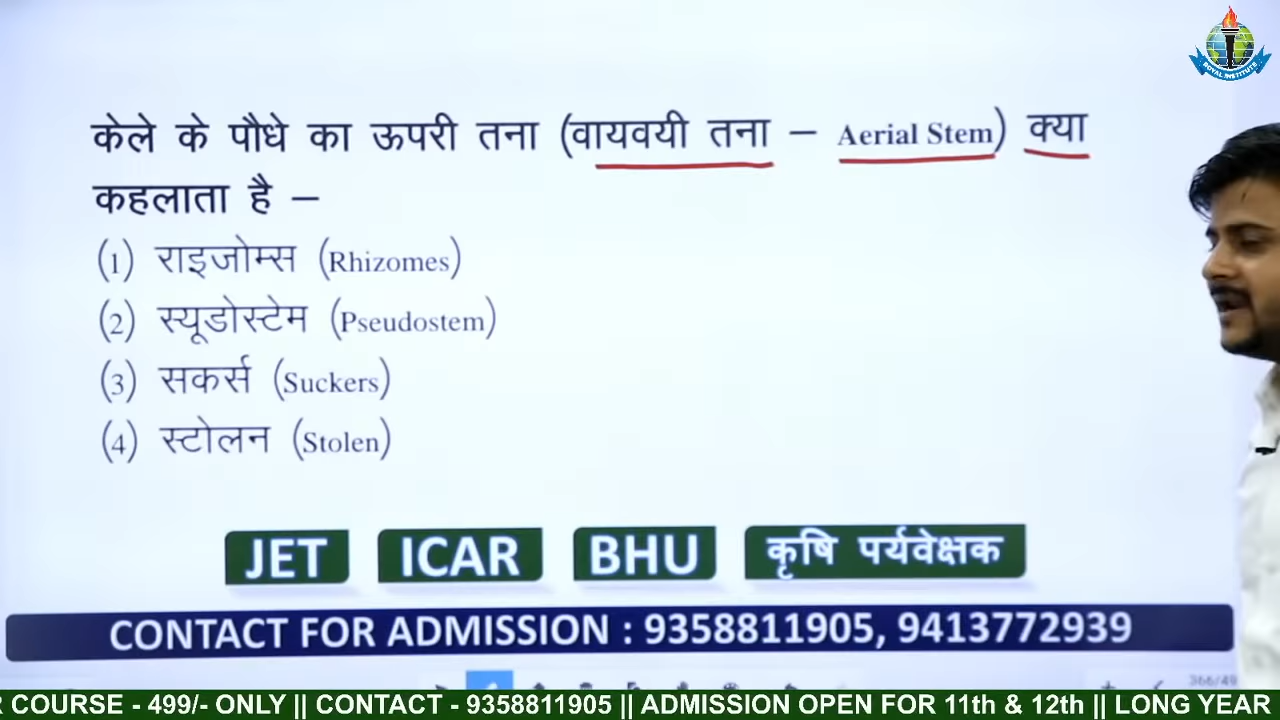 ROYAL INSTITUTE
केले के पौधे का ऊपरी तना (वायवयी तना – Aerial Stem) क्या
कहलाता है –
(1) राइजोम्स (Rhizomes)
(2) स्यूडोस्टेम (Pseudostem)
(3) सकर्स (Suckers)
(4) स्टोलन (Stolen)
JET ICAR BHU कृषि पर्यवेक्षक
CONTACT FOR ADMISSION : 9358811905, 9413772939
R COURSE - 499/- ONLY || CONTACT - 9358811905 || ADMISSION OPEN FOR 11th & 12th || LONG YEAR